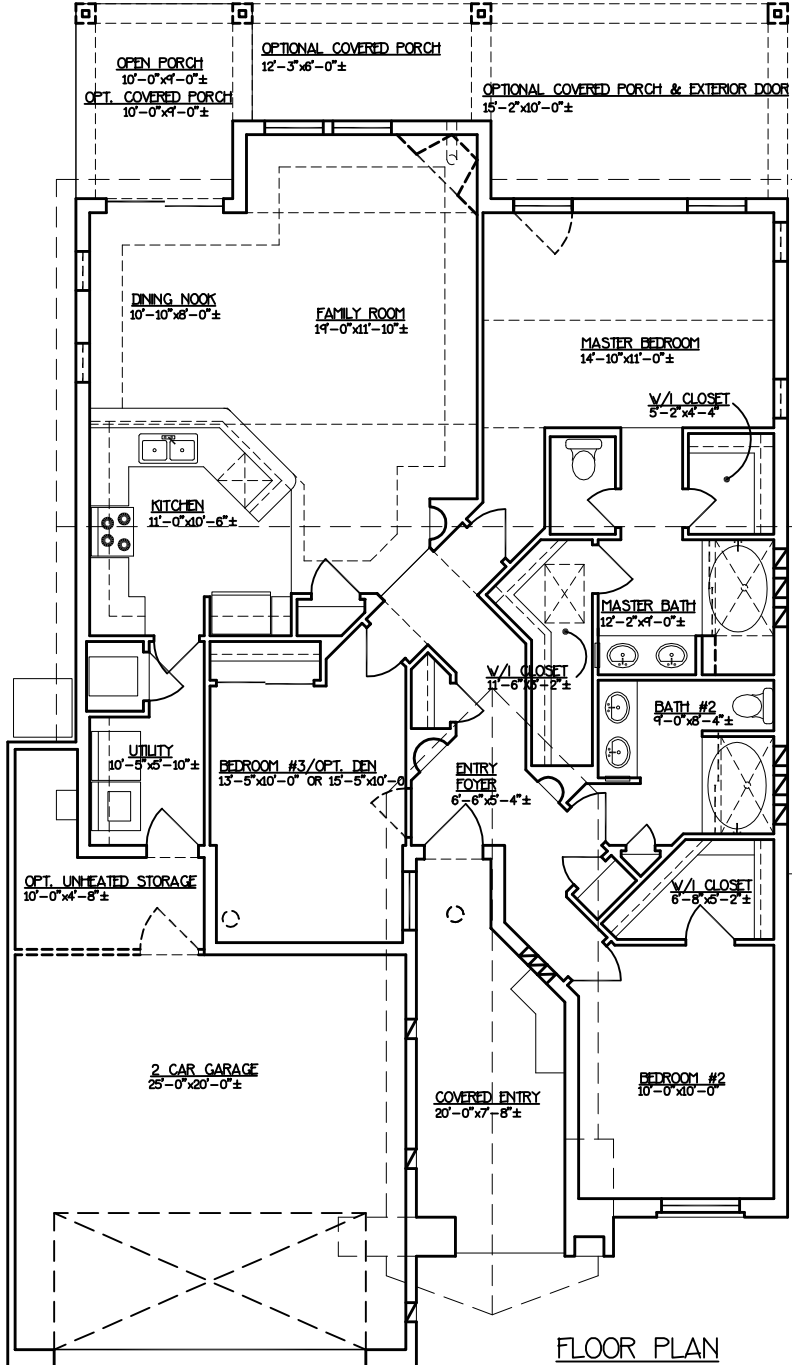 OPEN PORCH
10'-0"x9'-0"±
OPT. COVERED PORCH
10'-0"x9'-0"±
OPTIONAL COVERED PORCH
12'-3"x6'-0"±
OPTIONAL COVERED PORCH & EXTERIOR DOOR
15'-2"x10'-0"±
DINING NOOK
10'-10"x8'-0"±
FAMILY ROOM
19'-0"x11'-10"±
MASTER BEDROOM
14'-10"x11'-0"±
W/I CLOSET
5'-2"x4'-4"
KITCHEN
11'-0"x10'-6"±
MASTER BATH
12'-2"x9'-0"±
W/I CLOSET
11'-6"x6'-2"±
BATH #2
9'-0"x8'-4"±
UTILITY
10'-5"x5'-10"±
BEDROOM #3/OPT. DEN
13'-5"x10'-0" OR 15'-5"x10'-0
ENTRY
FOYER
6'-6"x5'-4"±
OPT. UNHEATED STORAGE
10'-0"x4'-8"±
W/I CLOSET
6'-8"x5'-2"±
2 CAR GARAGE
25'-0"x20'-0"±
COVERED ENTRY
20'-0"x7'-8"±
BEDROOM #2
10'-0"x10'-0"
FLOOR PLAN